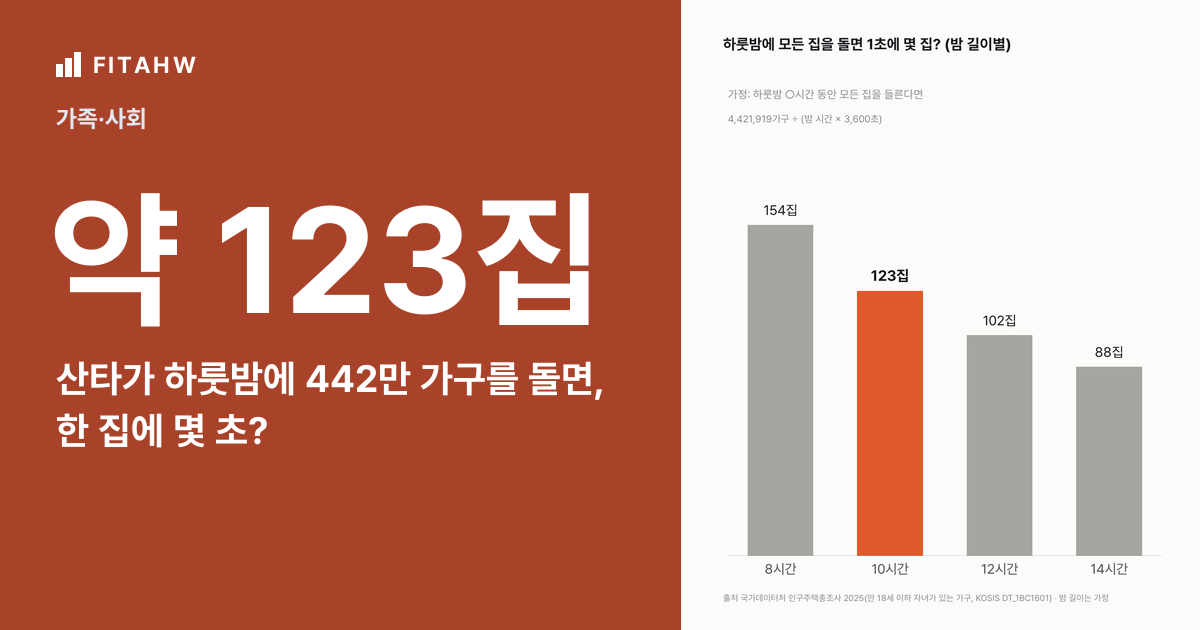 FITAHW
가족·사회
약 123집
산타가 하룻밤에 442만 가구를 돌면,
한 집에 몇 초?
하룻밤에 모든 집을 돌면 1초에 몇 집? (밤 길이별)
가정: 하룻밤 ○시간 동안 모든 집을 들른다면
4,421,919가구 ÷ (밤 시간 × 3,600초)
154집
123집
102집
88집
8시간
10시간
12시간
14시간
출처 국가데이터처 인구주택총조사 2025(만 18세 이하 자녀가 있는 가구, KOSIS DT_1BC1601) · 밤 길이는 가정